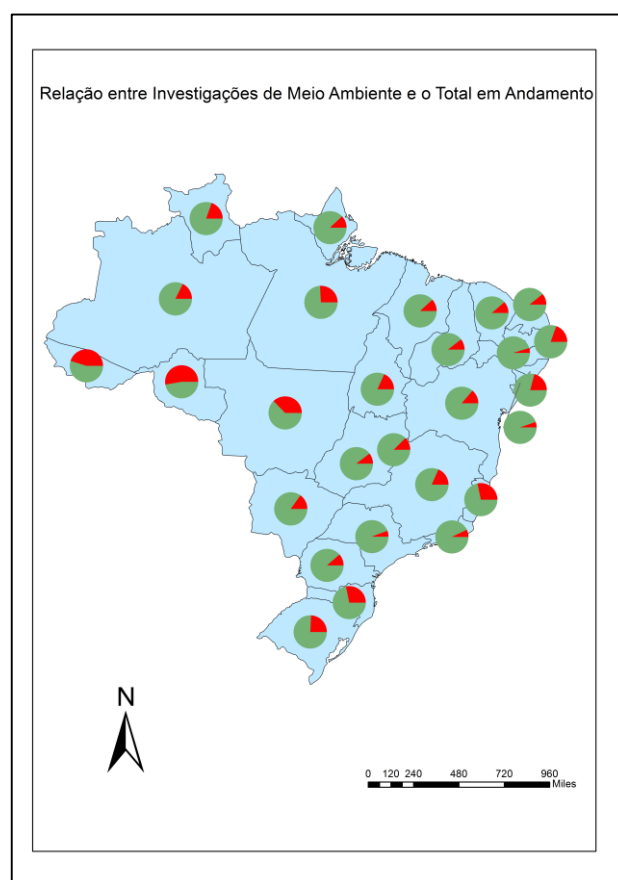 Relação entre Investigações de Meio Ambiente e o Total em Andamento
N
0 120 240 480 720 960
Miles